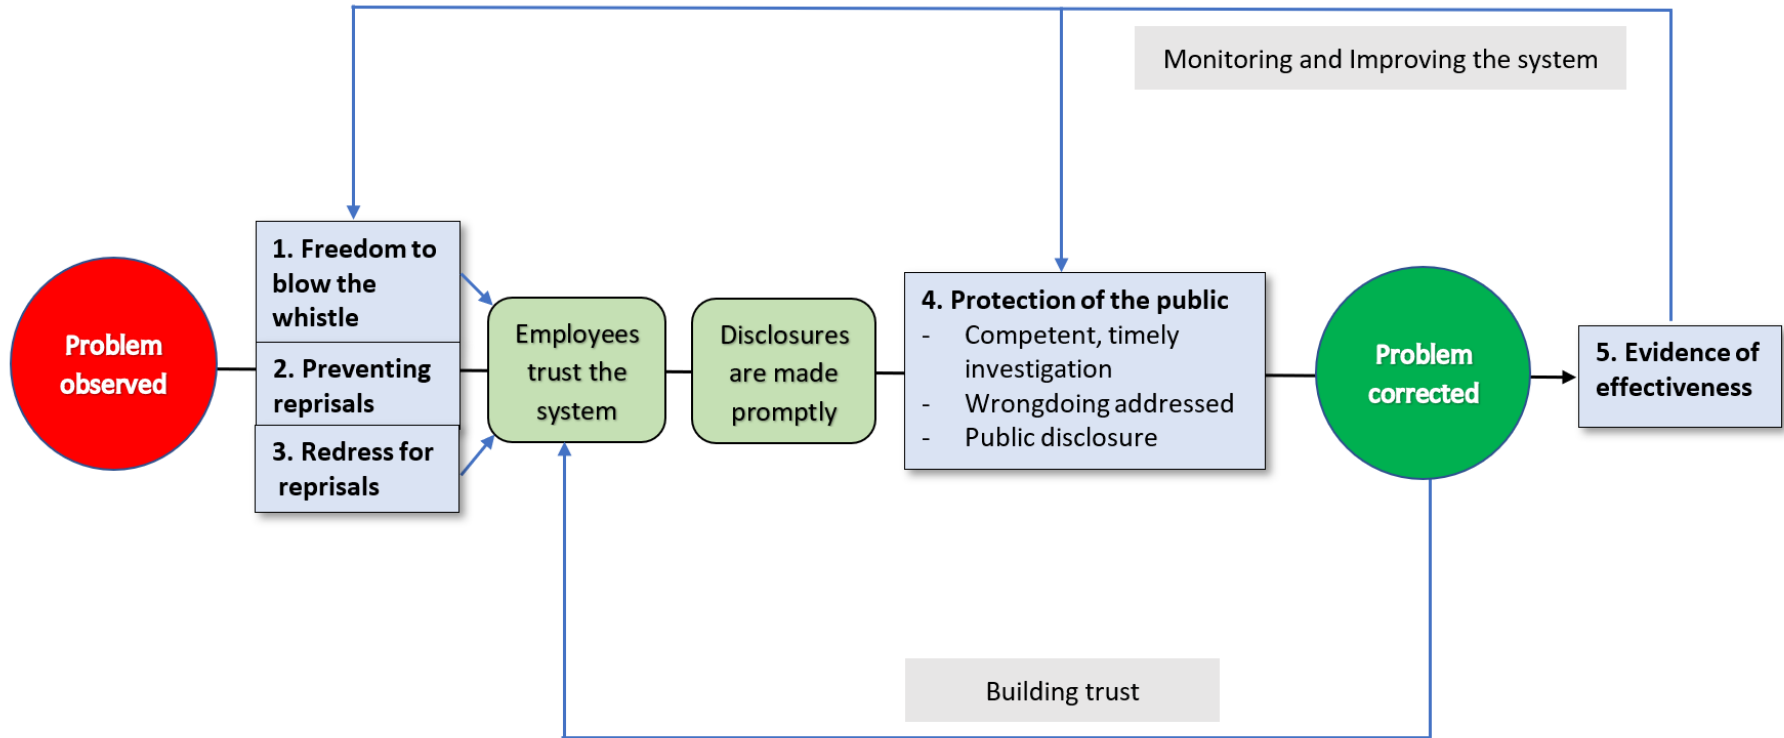 Monitoring and Improving the system
Problem
observed
1. Freedom to
blow the
whistle
2. Preventing
reprisals
3. Redress for
reprisals
Employees
trust the
system
Disclosures
are made
promptly
4. Protection of the public
- Competent, timely
investigation
- Wrongdoing addressed
- Public disclosure
Problem
corrected
5. Evidence of
effectiveness
Building trust